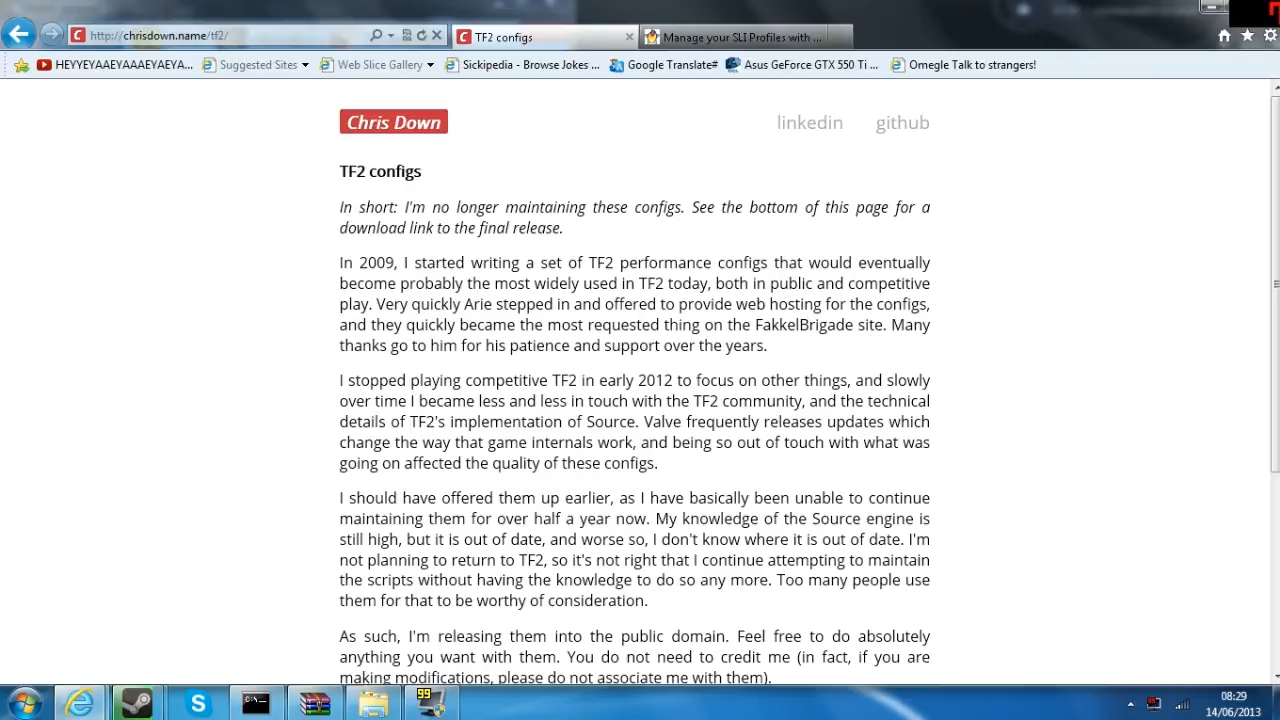 http://chrisdown.name/tf2/
TF2 configs
Manage your SLI Profiles with ...
HEYYEYAAEYAAAEYAEYA...
Suggested Sites
Web Slice Gallery
Sickipedia - Browse Jokes ...
Google Translate#
Asus GeForce GTX 550 Ti ...
Omegle Talk to strangers!
Chris Down
linkedin
github
TF2 configs
In short: I'm no longer maintaining these configs. See the bottom of this page for a
download link to the final release.
In 2009, I started writing a set of TF2 performance configs that would eventually
become probably the most widely used in TF2 today, both in public and competitive
play. Very quickly Arie stepped in and offered to provide web hosting for the configs,
and they quickly became the most requested thing on the FakkelBrigade site. Many
thanks go to him for his patience and support over the years.
I stopped playing competitive TF2 in early 2012 to focus on other things, and slowly
over time I became less and less in touch with the TF2 community, and the technical
details of TF2's implementation of Source. Valve frequently releases updates which
change the way that game internals work, and being so out of touch with what was
going on affected the quality of these configs.
I should have offered them up earlier, as I have basically been unable to continue
maintaining them for over half a year now. My knowledge of the Source engine is
still high, but it is out of date, and worse so, I don't know where it is out of date. I'm
not planning to return to TF2, so it's not right that I continue attempting to maintain
the scripts without having the knowledge to do so any more. Too many people use
them for that to be worthy of consideration.
As such, I'm releasing them into the public domain. Feel free to do absolutely
anything you want with them. You do not need to credit me (in fact, if you are
making modifications, please do not associate me with them).
99
08:29
14/06/2013